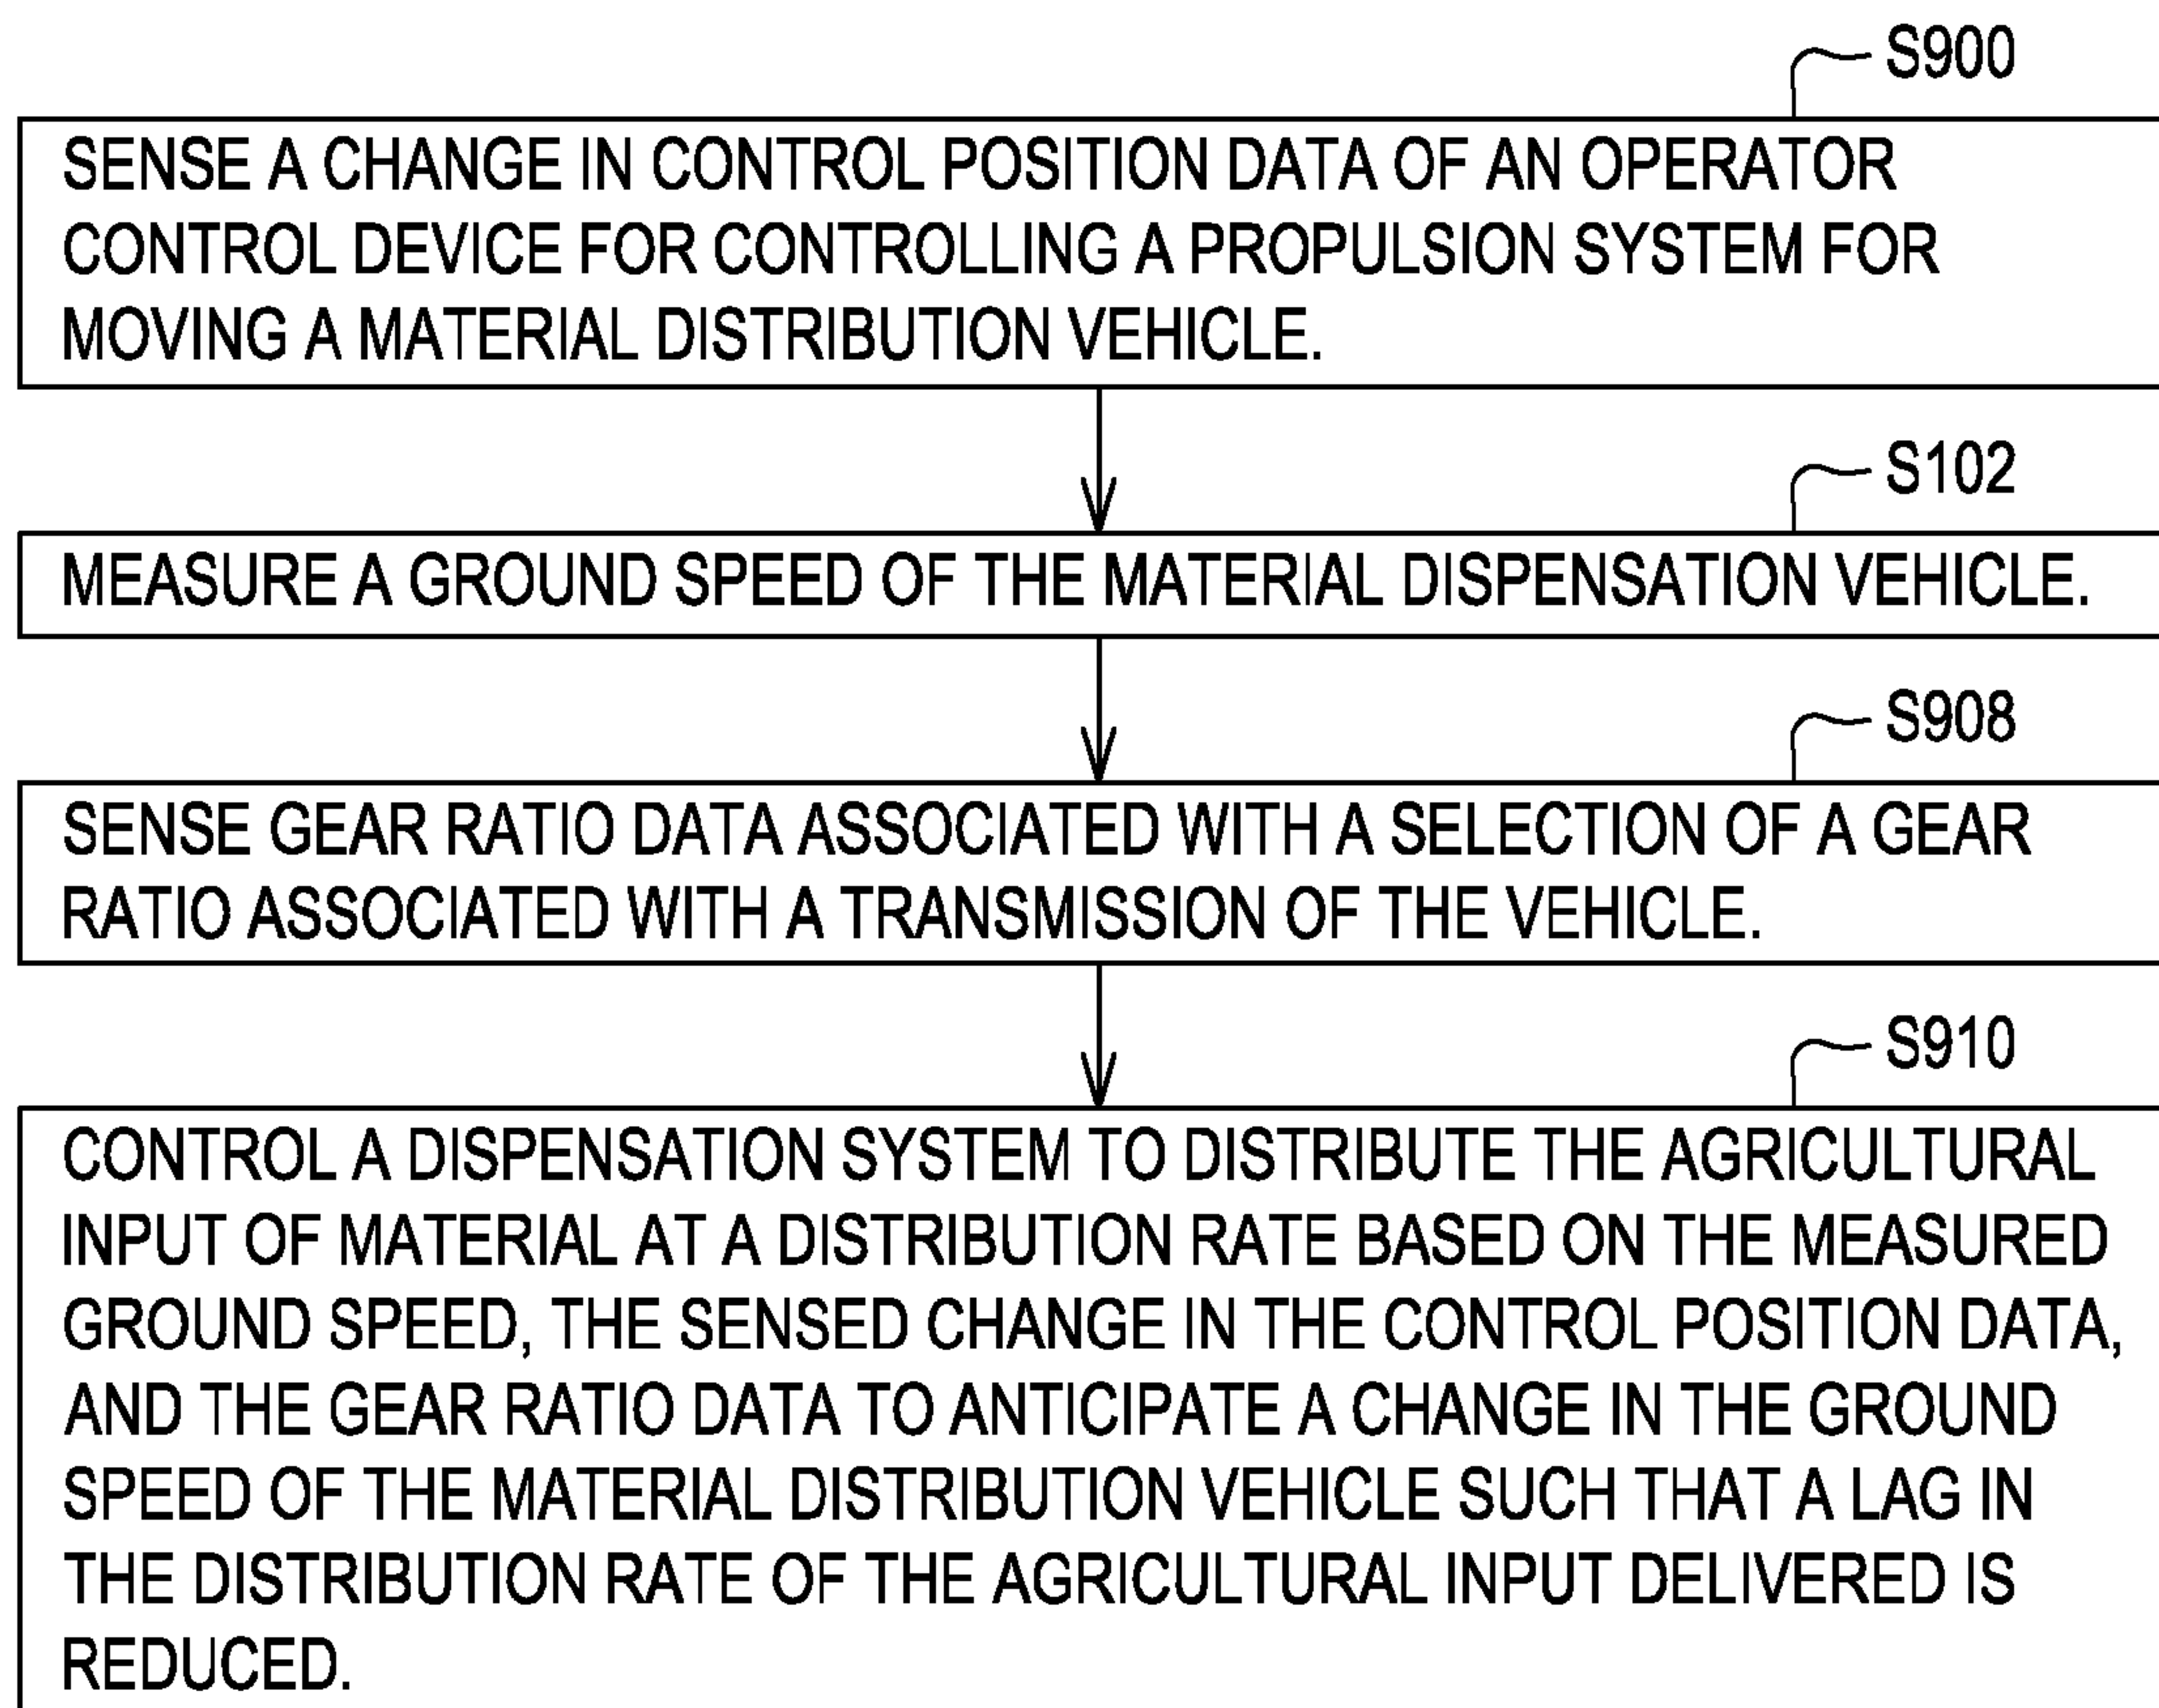 S900
SENSE A CHANGE IN CONTROL POSITION DATA OF AN OPERATOR
CONTROL DEVICE FOR CONTROLLING A PROPULSION SYSTEM FOR
MOVING A MATERIAL DISTRIBUTION VEHICLE.
S102
MEASURE A GROUND SPEED OF THE MATERIAL DISPENSATION VEHICLE.
S908
SENSE GEAR RATIO DATA ASSOCIATED WITH A SELECTION OF A GEAR
RATIO ASSOCIATED WITH A TRANSMISSION OF THE VEHICLE.
S910
CONTROL A DISPENSATION SYSTEM TO DISTRIBUTE THE AGRICULTURAL
INPUT OF MATERIAL AT A DISTRIBUTION RATE BASED ON THE MEASURED
GROUND SPEED, THE SENSED CHANGE IN THE CONTROL POSITION DATA,
AND THE GEAR RATIO DATA TO ANTICIPATE A CHANGE IN THE GROUND
SPEED OF THE MATERIAL DISTRIBUTION VEHICLE SUCH THAT A LAG IN
THE DISTRIBUTION RATE OF THE AGRICULTURAL INPUT DELIVERED IS
REDUCED.